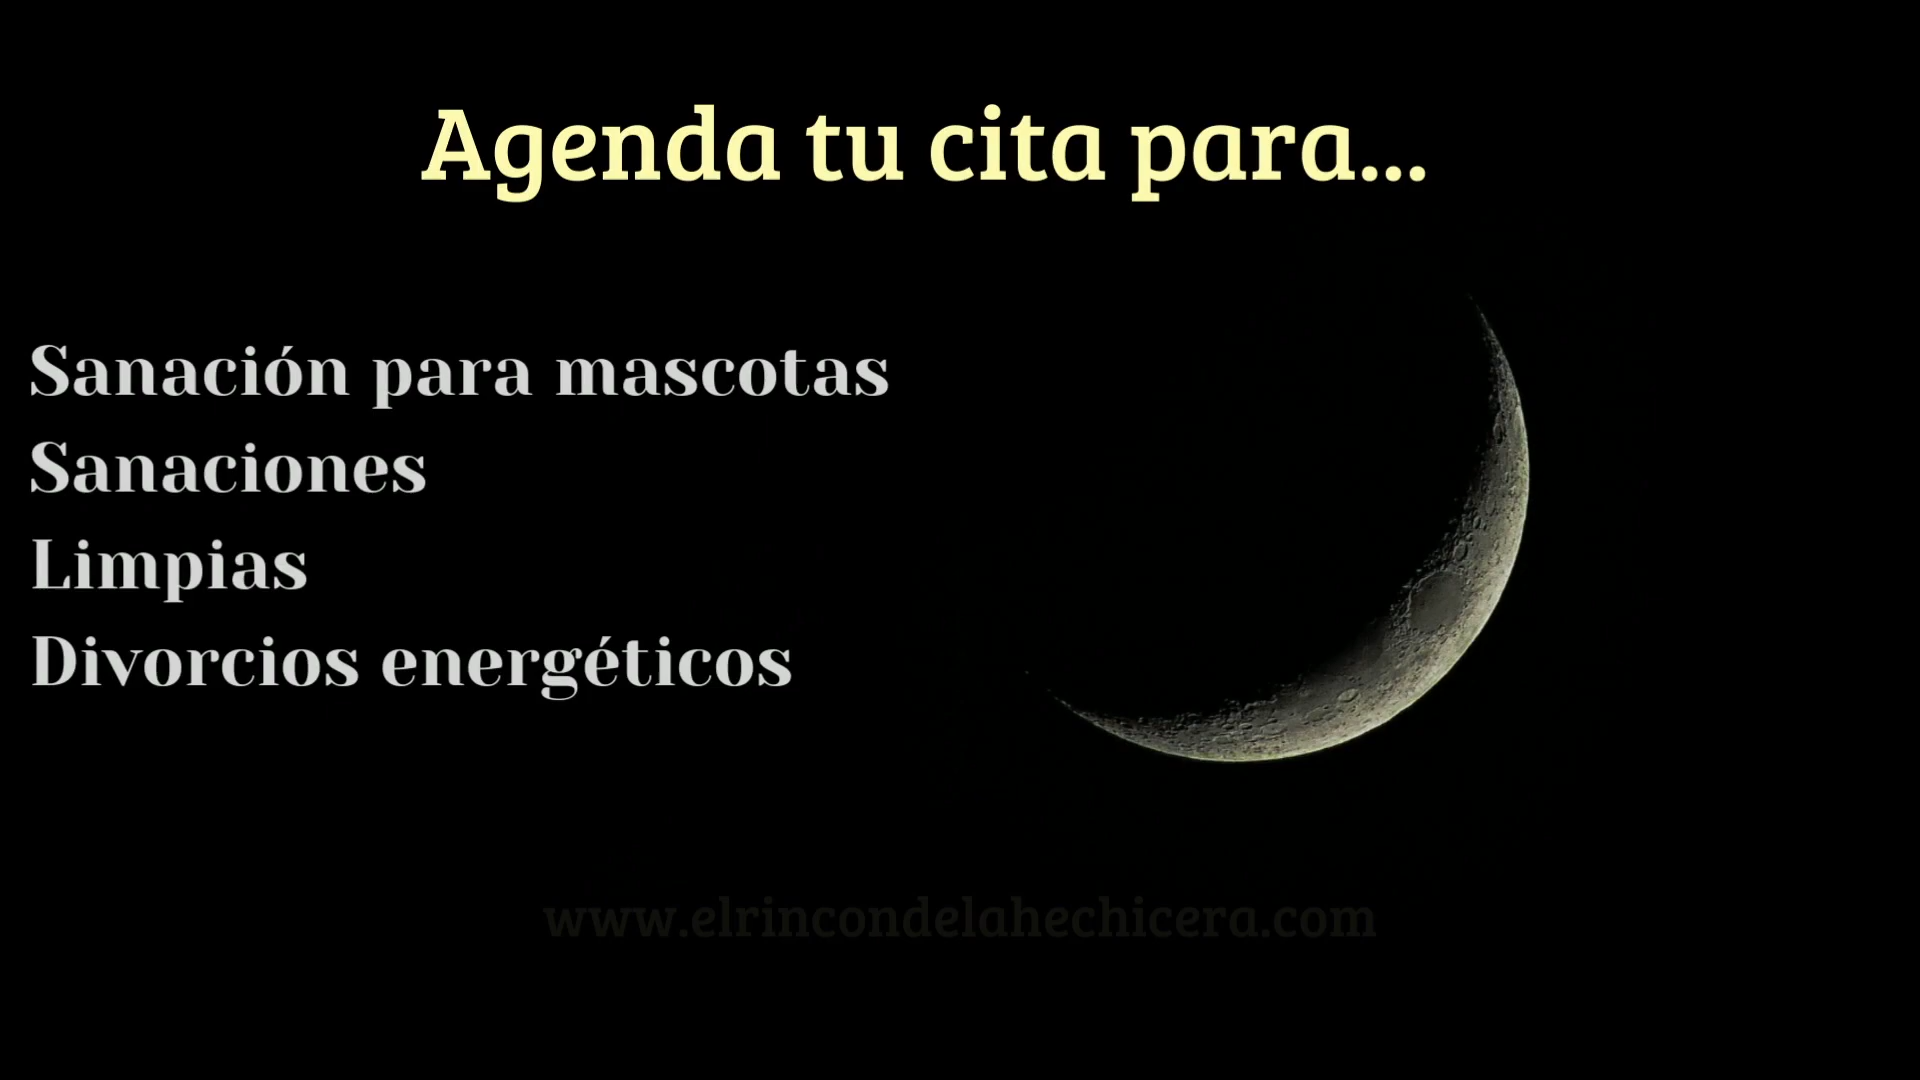 Agenda tu cita para...
Sanación para mascotas
Sanaciones
Limpias
Divorcios energéticos
www.elrincondelahechicera.com